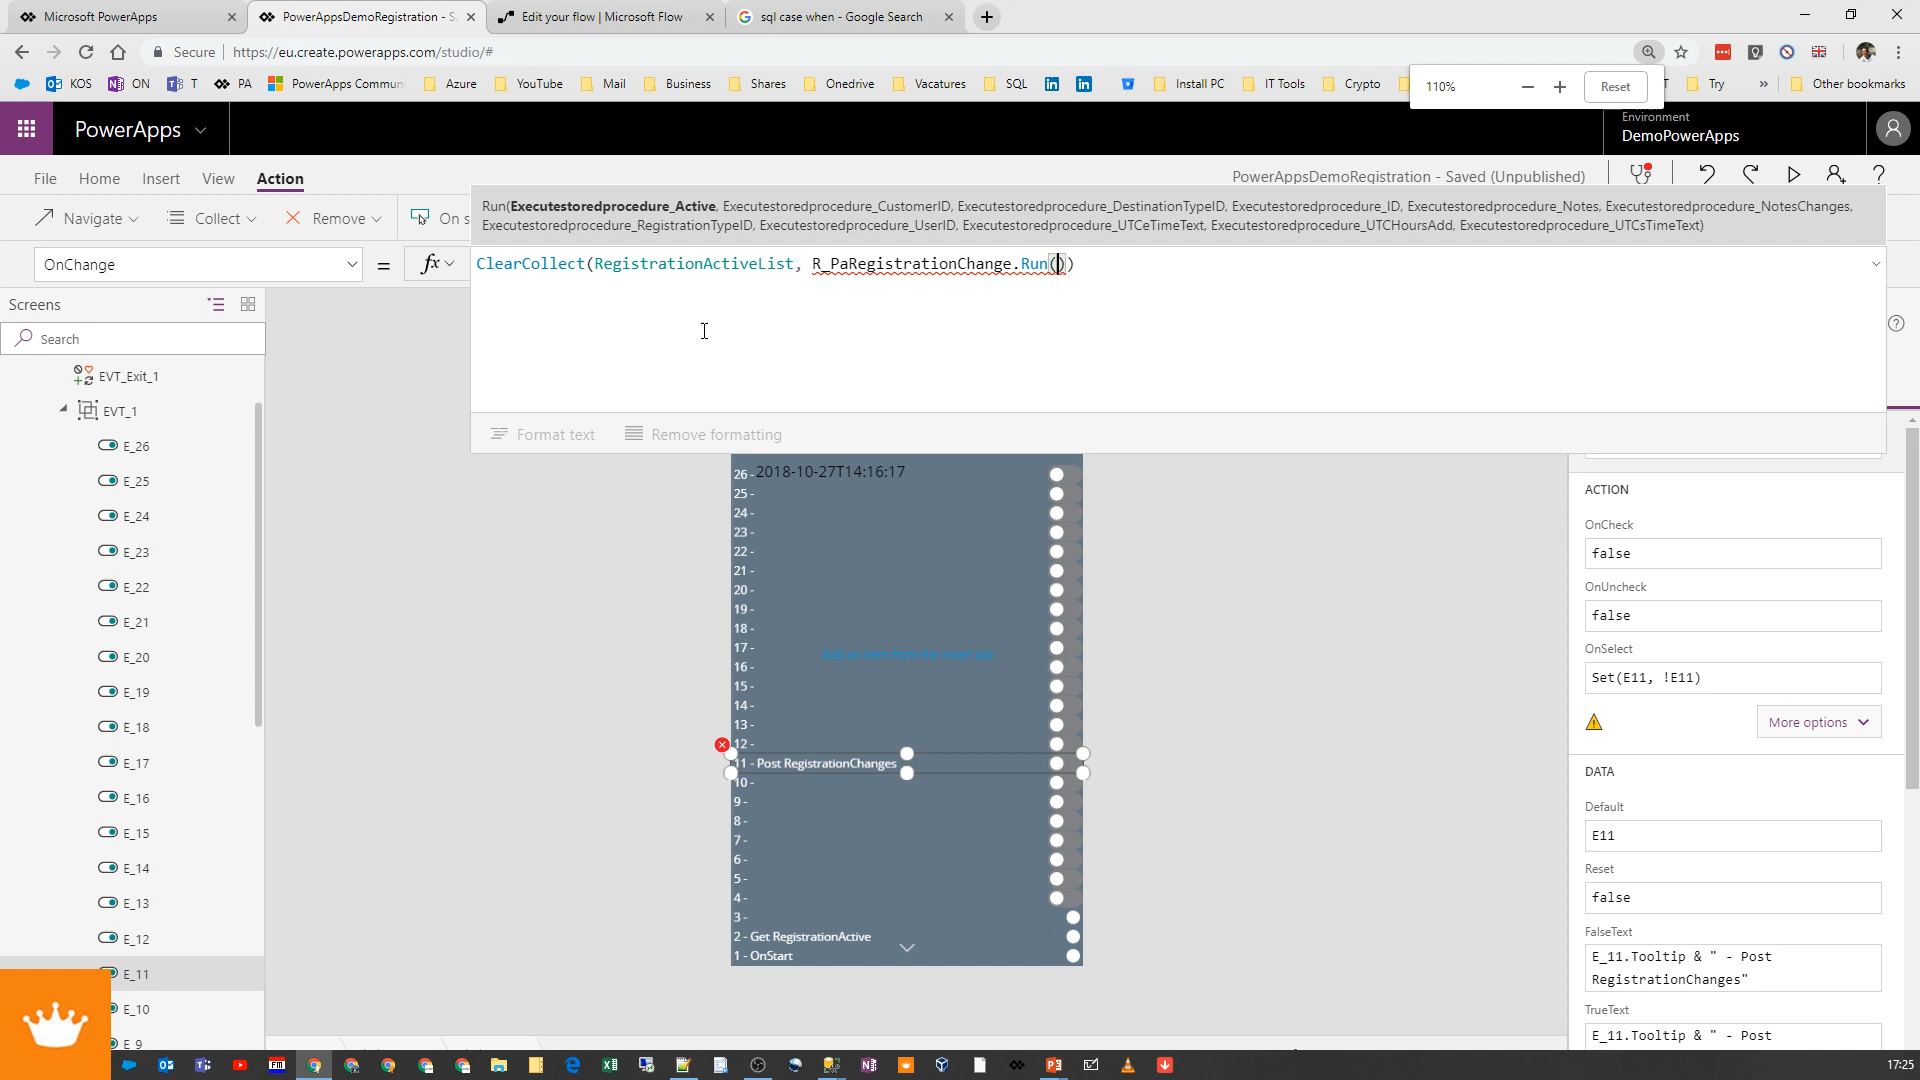 Microsoft PowerApps
PowerAppsDemoRegistration - S
Edit your flow | Microsoft Flow
sql case when - Google Search
Secure
https://eu.create.powerapps.com/studio/#
KOS
ON
T
PA
PowerApps Commun
Azure
YouTube
Mail
Business
Shares
Onedrive
Vacatures
SQL
Install PC
IT Tools
Crypto
T
Try
»
Other bookmarks
110%
Reset
PowerApps
Environment
DemoPowerApps
File
Home
Insert
View
Action
PowerAppsDemoRegistration - Saved (Unpublished)
Navigate
Collect
Remove
On s
Run(Executestoredprocedure_Active, Executestoredprocedure_CustomerID, Executestoredprocedure_DestinationTypeID, Executestoredprocedure_ID, Executestoredprocedure_Notes, Executestoredprocedure_NotesChanges,
Executestoredprocedure_RegistrationTypeID, Executestoredprocedure_UserID, Executestoredprocedure_UTCeTimeText, Executestoredprocedure_UTCHoursAdd, Executestoredprocedure_UTCsTimeText)
OnChange
=
fx
ClearCollect(RegistrationActiveList, R_PaRegistrationChange.Run())
Format text
Remove formatting
Screens
Search
EVT_Exit_1
EVT_1
E_26
E_25
E_24
E_23
E_22
E_21
E_20
E_19
E_18
E_17
E_16
E_15
E_14
E_13
E_12
E_11
E_10
E_9
26 -
2018-10-27T14:16:17
25 -
24 -
23 -
22 -
21 -
20 -
19 -
18 -
17 -
16 -
15 -
14 -
13 -
12 -
11 - Post RegistrationChanges
10 -
9 -
8 -
7 -
6 -
5 -
4 -
3 -
2 - Get RegistrationActive
1 - OnStart
ACTION
OnCheck
false
OnUncheck
false
OnSelect
Set(E11, !E11)
More options
DATA
Default
E11
Reset
false
FalseText
E_11.Tooltip & " - Post
RegistrationChanges"
TrueText
E_11.Tooltip & " - Post
17:25